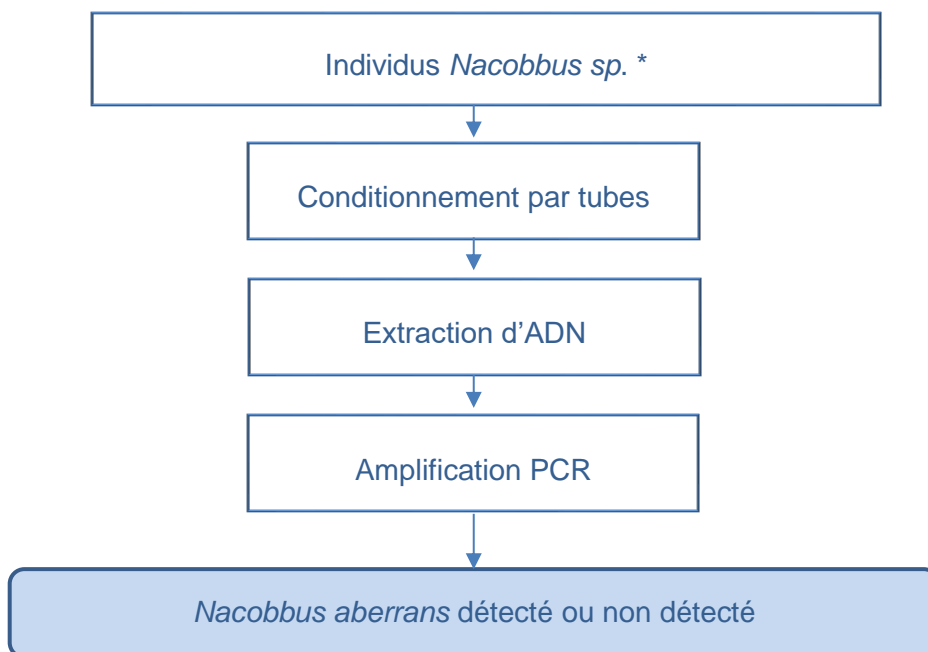 Individus Nacobbus sp. *
Conditionnement par tubes
Extraction d’ADN
Amplification PCR
Nacobbus aberrans détecté ou non détecté